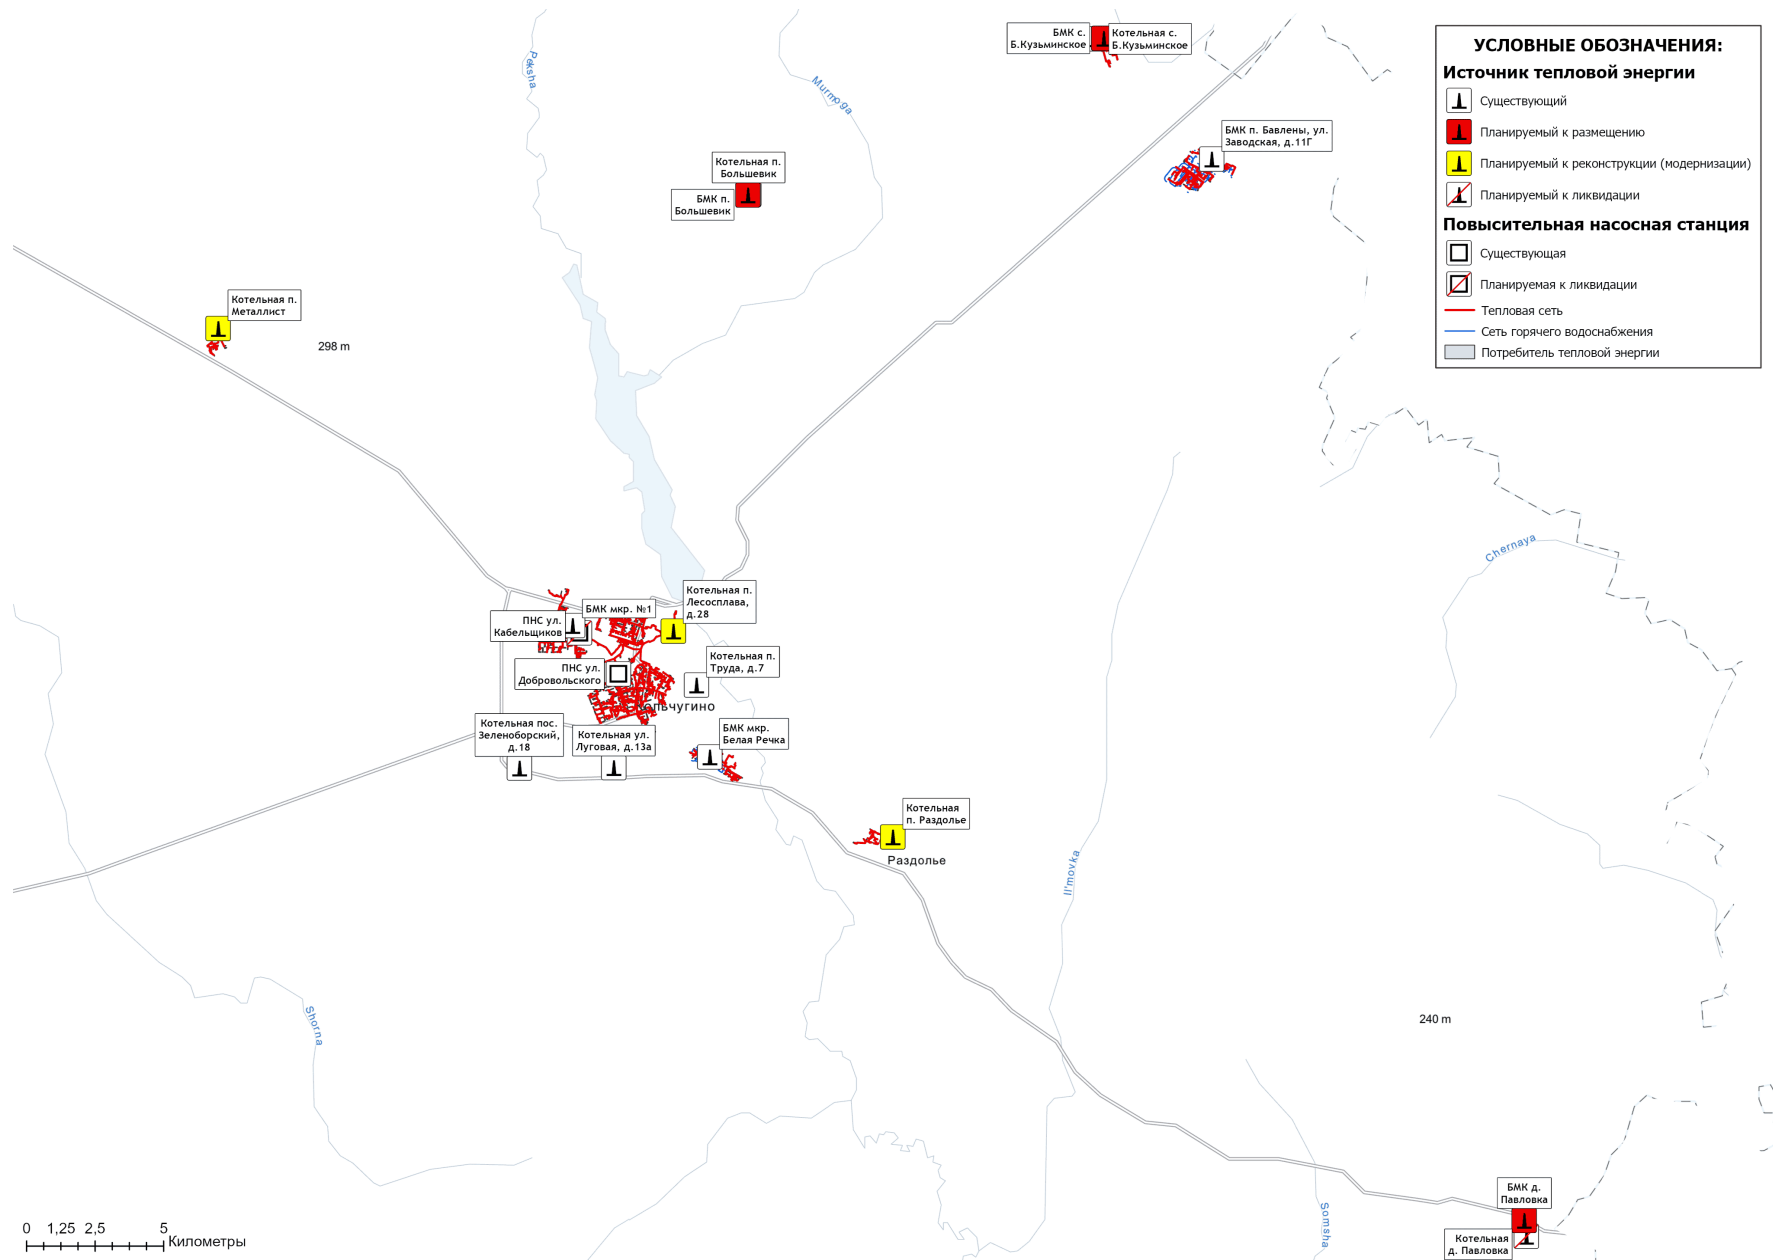 БМК с.
Б.Кузьминское
Котельная с.
Б.Кузьминское
УСЛОВНЫЕ ОБОЗНАЧЕНИЯ:
Источник тепловой энергии
Существующий
Планируемый к размещению
Планируемый к реконструкции (модернизации)
Планируемый к ликвидации
Повысительная насосная станция
Существующая
Планируемая к ликвидации
Тепловая сеть
Сеть горячего водоснабжения
Потребитель тепловой энергии
Peksha
Murmoga
БМК п. Бавлены, ул.
Заводская, д.11Г
Котельная п.
Большевик
БМК п.
Большевик
Котельная п.
Металлист
298 m
Chernaya
Котельная п.
Лесосплава,
д.28
БМК мкр. №1
ПНС ул.
Кабельщиков
ПНС ул.
Добровольского
Котельная п.
Труда, д.7
Кольчугино
Котельная пос.
Зеленоборский,
д.18
Котельная ул.
Луговая, д.13а
БМК мкр.
Белая Речка
Котельная
п. Раздолье
Раздолье
Il'movka
Shorna
240 m
БМК д.
Павловка
Somsha
Котельная
д. Павловка
0 1,25 2,5 5
Километры